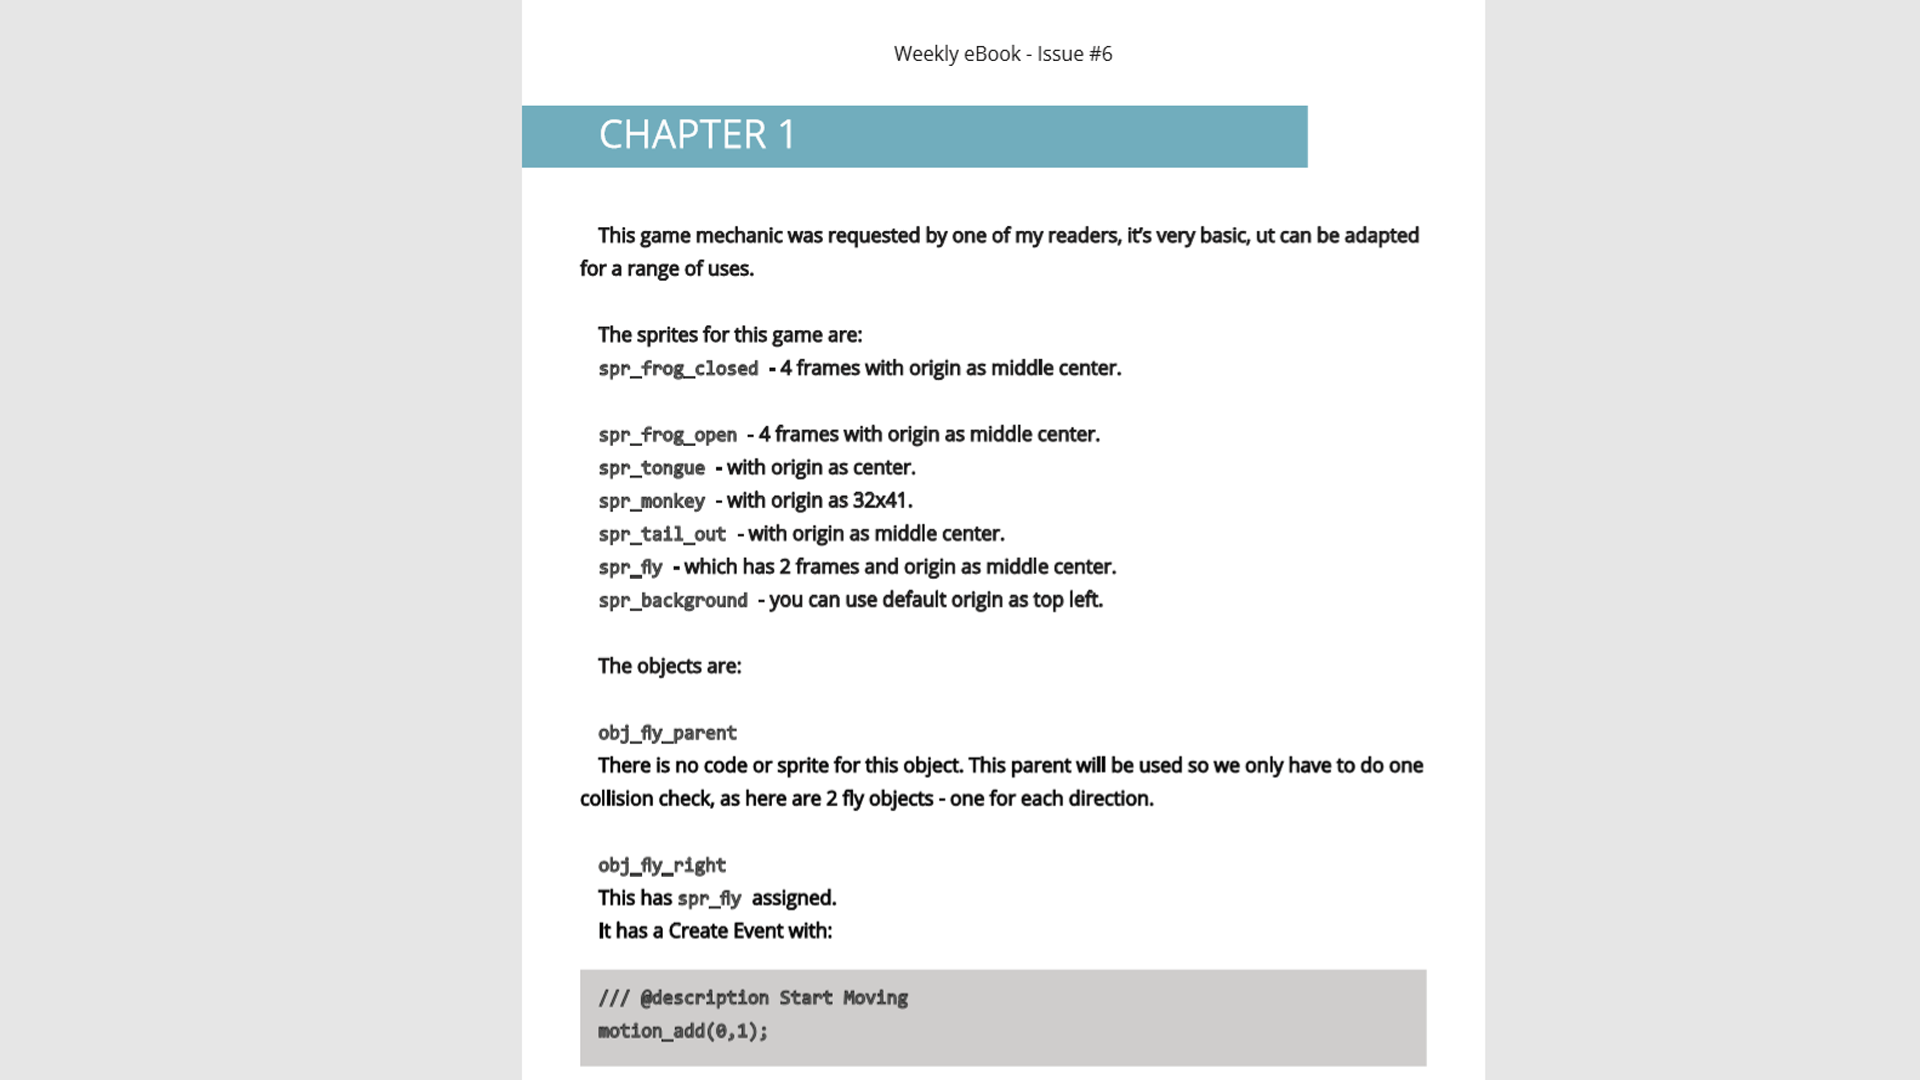 Weekly eBook - Issue #6
CHAPTER 1
This game mechanic was requested by one of my readers, it’s very basic, ut can be adapted
for a range of uses.
The sprites for this game are:
spr_frog_closed - 4 frames with origin as middle center.
spr_frog_open - 4 frames with origin as middle center.
spr_tongue - with origin as center.
spr_monkey - with origin as 32x41.
spr_tail_out - with origin as middle center.
spr_fly - which has 2 frames and origin as middle center.
spr_background - you can use default origin as top left.
The objects are:
obj_fly_parent
There is no code or sprite for this object. This parent will be used so we only have to do one
collision check, as here are 2 fly objects - one for each direction.
obj_fly_right
This has spr_fly assigned.
It has a Create Event with:
/// @description Start Moving
motion_add(0,1);